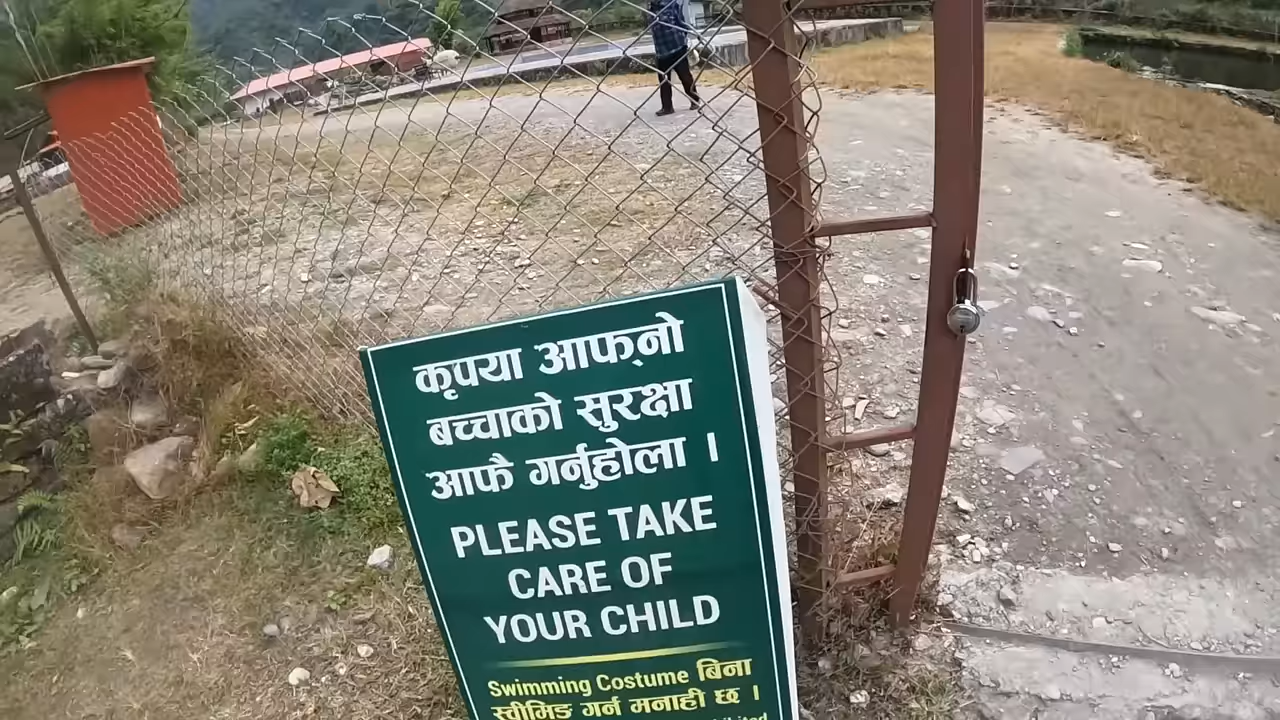 कृपया आफ्‌नो
बच्चाको सुरक्षा
आफै गर्नुहोला ।
PLEASE TAKE
CARE OF
YOUR CHILD
Swimming Costume बिना
स्वीमिङ गर्न मनाही छ ।